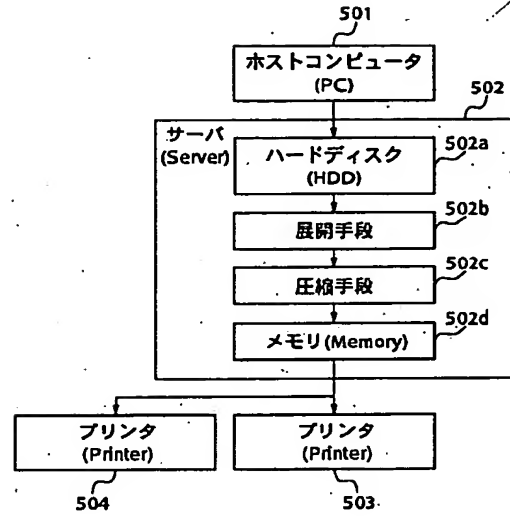 501
ホストコンピュータ
(PC)
502
サーバ
(Server)
ハードディスク
(HDD)
502a
展開手段
502b
圧縮手段
502c
メモリ(Memory)
502d
プリンタ
(Printer)
プリンタ
(Printer)
504
503